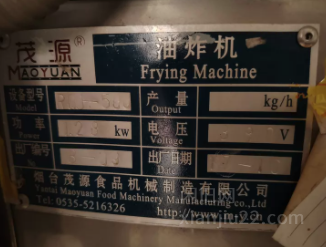 茂源® 油炸机
MAOYUAN Frying Machine
设备型号 产量 kg/h
Model Output
功率 kw 电压 V
Power Voltage
出厂编号 出厂日期
Date
烟台茂源食品机械制造有限公司
Yantai Maoyuan Food Machinery Manufacturing co.,Ltd
Tel: 0535-5216326